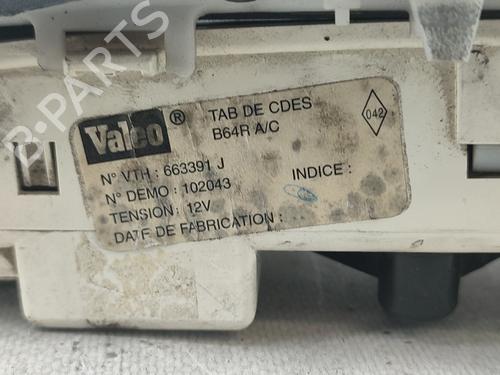 Valeo ®
TAB DE CDES
B64R A/C
042
N° VTH : 663391 J
N° DEMO : 102043
INDICE :
TENSION : 12V
DATE DE FABRICATION :
B-PARTS